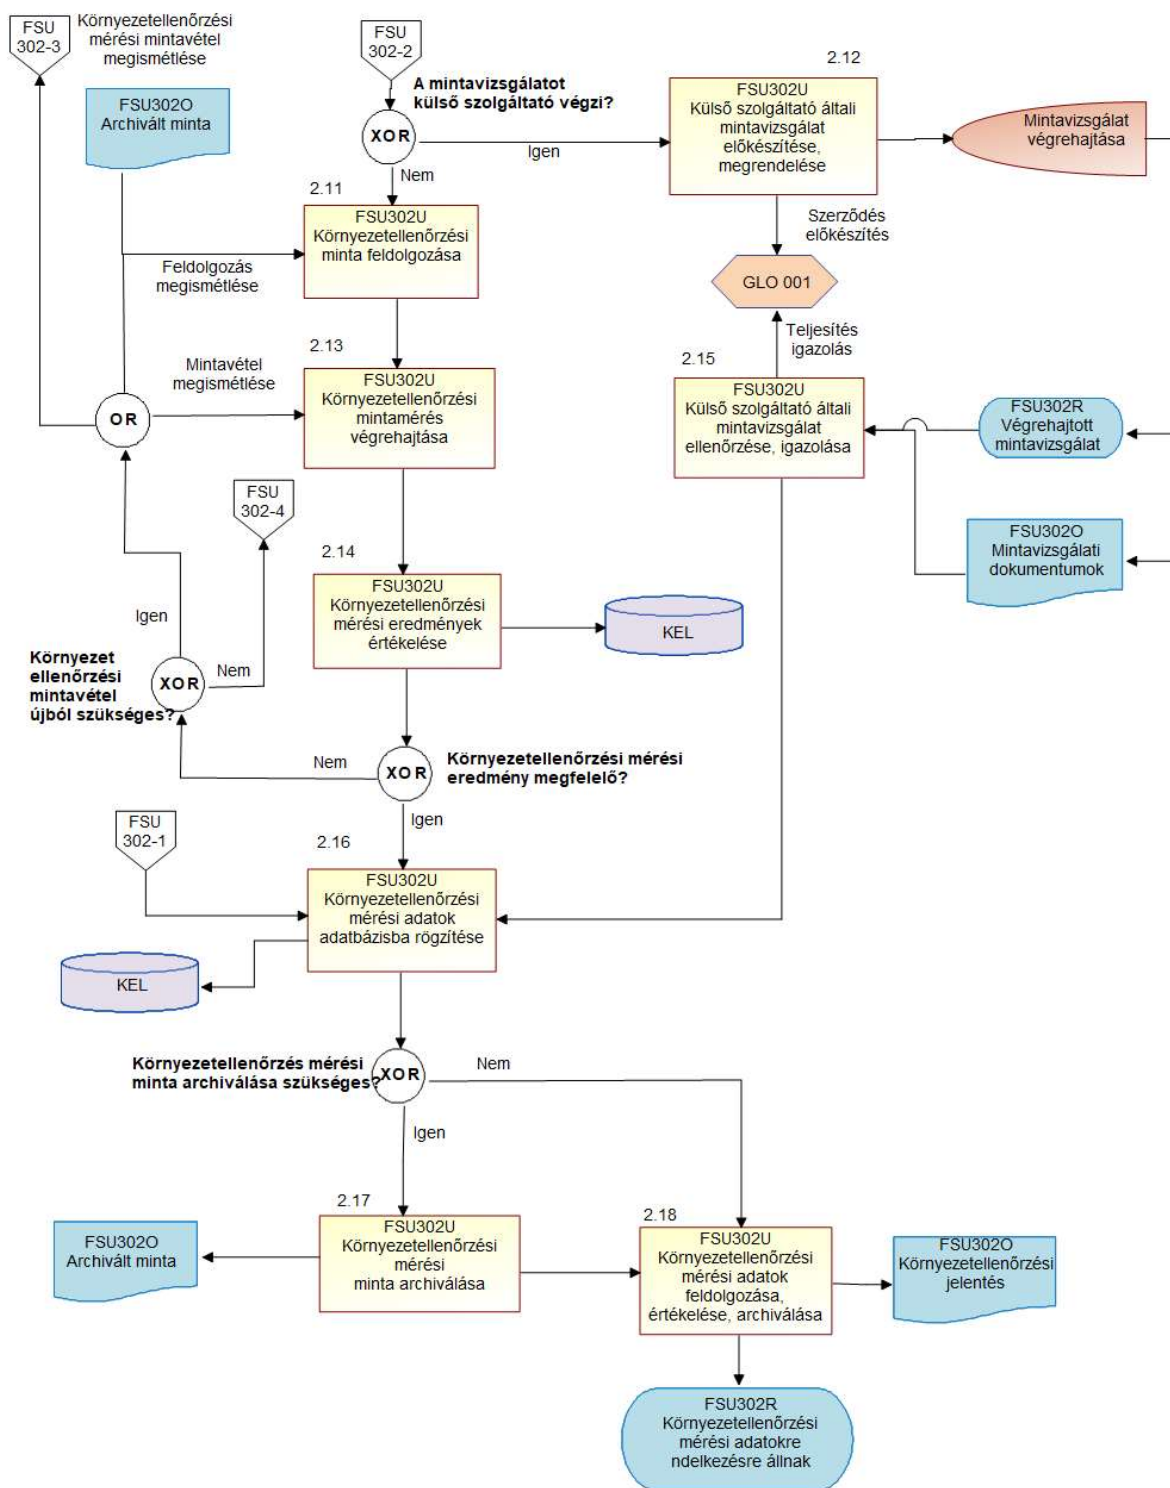 FSU
302-3
Környezetellenőrzési
mérési mintavétel
megismétlése
FSU
302-2
A mintavizsgálatot
külső szolgáltató végzi?
2.12
FSU302O
Archivált minta
XOR
Igen
Nem
FSU302U
Külső szolgáltató általi
mintavizsgálat
előkészítése,
megrendelése
Mintavizsgálat
végrehajtása
2.11
FSU302U
Környezetellenőrzési
minta feldolgozása
Szerződés
előkészítés
Feldolgozás
megismétlése
GLO 001
Teljesítés
igazolás
2.13
2.15
Mintavétel
megismétlése
FSU302U
Környezetellenőrzési
mintamérés
végrehajtása
FSU302U
Külső szolgáltató általi
mintavizsgálat
ellenőrzése, igazolása
FSU302R
Végrehajtott
mintavizsgálat
OR
FSU
302-4
FSU302O
Mintavizsgálati
dokumentumok
2.14
FSU302U
Környezetellenőrzési
mérési eredmények
értékelése
KEL
Igen
Környezet
ellenőrzési
mintavétel
újból szükséges?
XOR
Nem
Nem
XOR
Környezetellenőrzési mérési
eredmény megfelelő?
Igen
FSU
302-1
2.16
FSU302U
Környezetellenőrzési
mérési adatok
adatbázisba rögzítése
KEL
Környezetellenőrzés mérési
minta archiválása szükséges?
XOR
Nem
Igen
2.17
2.18
FSU302O
Archivált minta
FSU302U
Környezetellenőrzési
mérési
minta archiválása
FSU302U
Környezetellenőrzési
mérési adatok
feldolgozása,
értékelése, archiválása
FSU302O
Környezetellenőrzési
jelentés
FSU302R
Környezetellenőrzési
mérési adatokre
ndelkezésre állnak